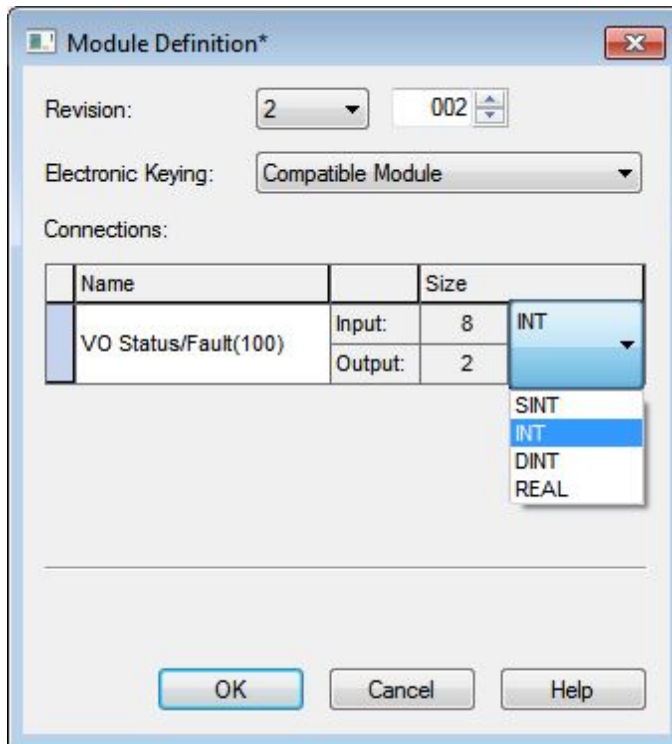 Module Definition*
Revision: 2 002
Electronic Keying: Compatible Module
Connections:
Name Size
VO Status/Fault(100) Input: 8 INT
Output: 2
SINT
INT
DINT
REAL
OK Cancel Help